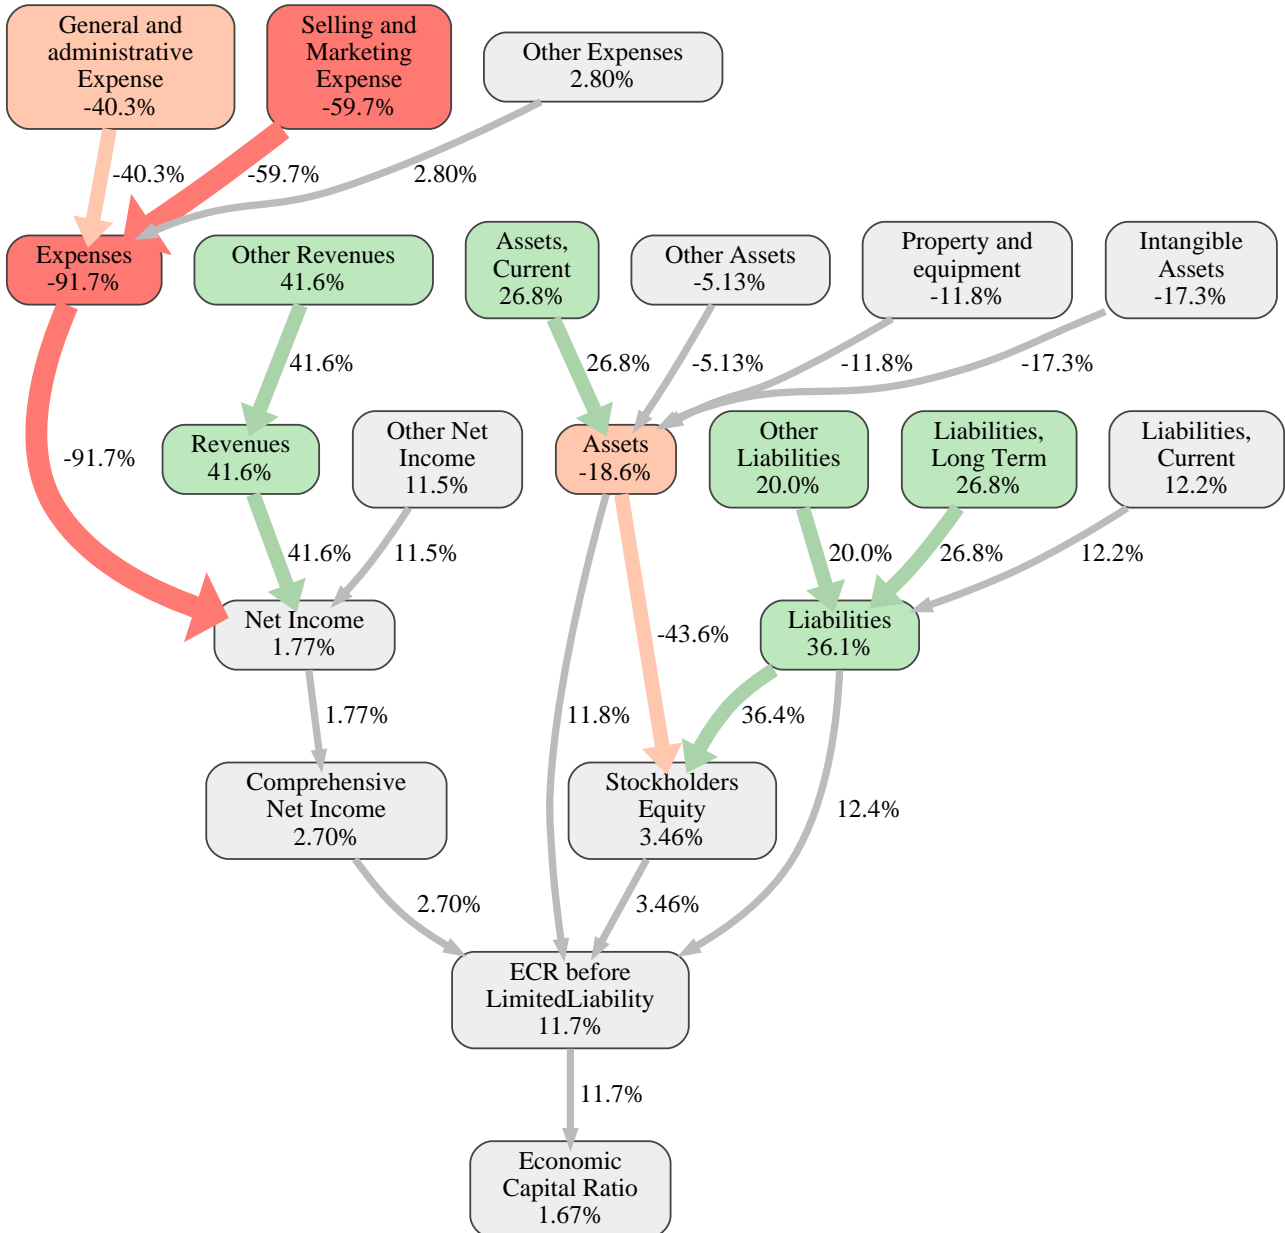 General and
administrative
Expense
-40.3%
Selling and
Marketing
Expense
-59.7%
Other Expenses
2.80%
-40.3%
-59.7%
2.80%
Expenses
-91.7%
Other Revenues
41.6%
Assets,
Current
26.8%
Other Assets
-5.13%
Property and
equipment
-11.8%
Intangible
Assets
-17.3%
41.6%
26.8%
-5.13%
-11.8%
-17.3%
-91.7%
Revenues
41.6%
Other Net
Income
11.5%
Assets
-18.6%
Other
Liabilities
20.0%
Liabilities,
Long Term
26.8%
Liabilities,
Current
12.2%
41.6%
11.5%
20.0%
26.8%
12.2%
Net Income
1.77%
-43.6%
Liabilities
36.1%
1.77%
11.8%
36.4%
Comprehensive
Net Income
2.70%
Stockholders
Equity
3.46%
12.4%
2.70%
3.46%
ECR before
LimitedLiability
11.7%
11.7%
Economic
Capital Ratio
1.67%